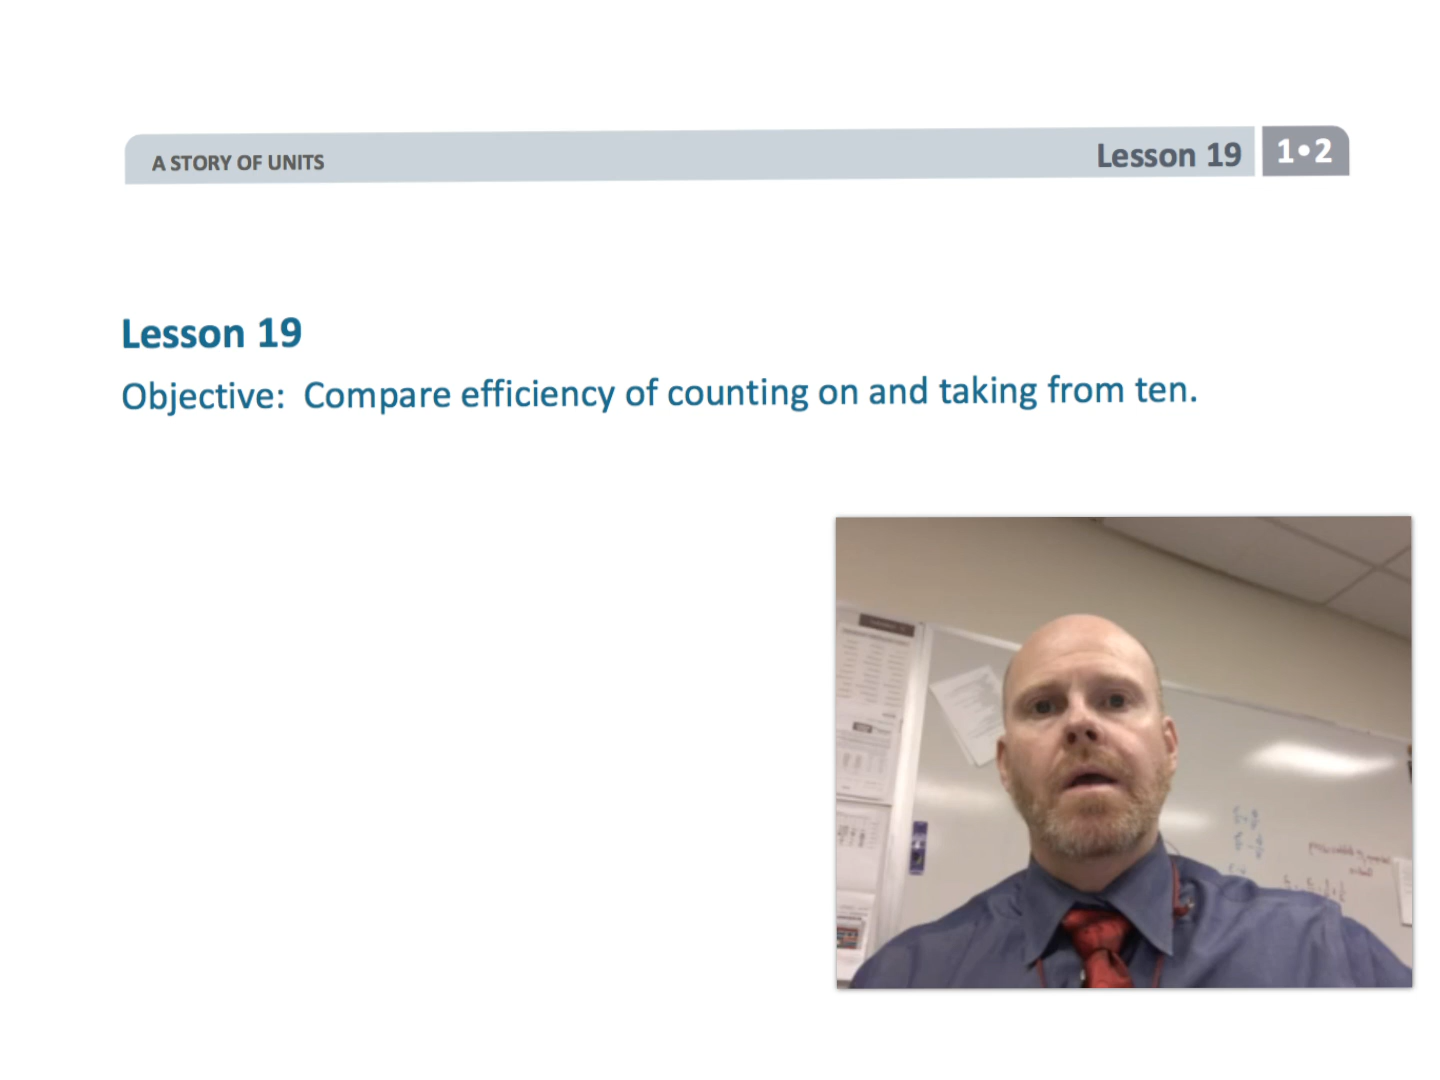 A STORY OF UNITS
Lesson 19
1•2
Lesson 19
Objective: Compare efficiency of counting on and taking from ten.